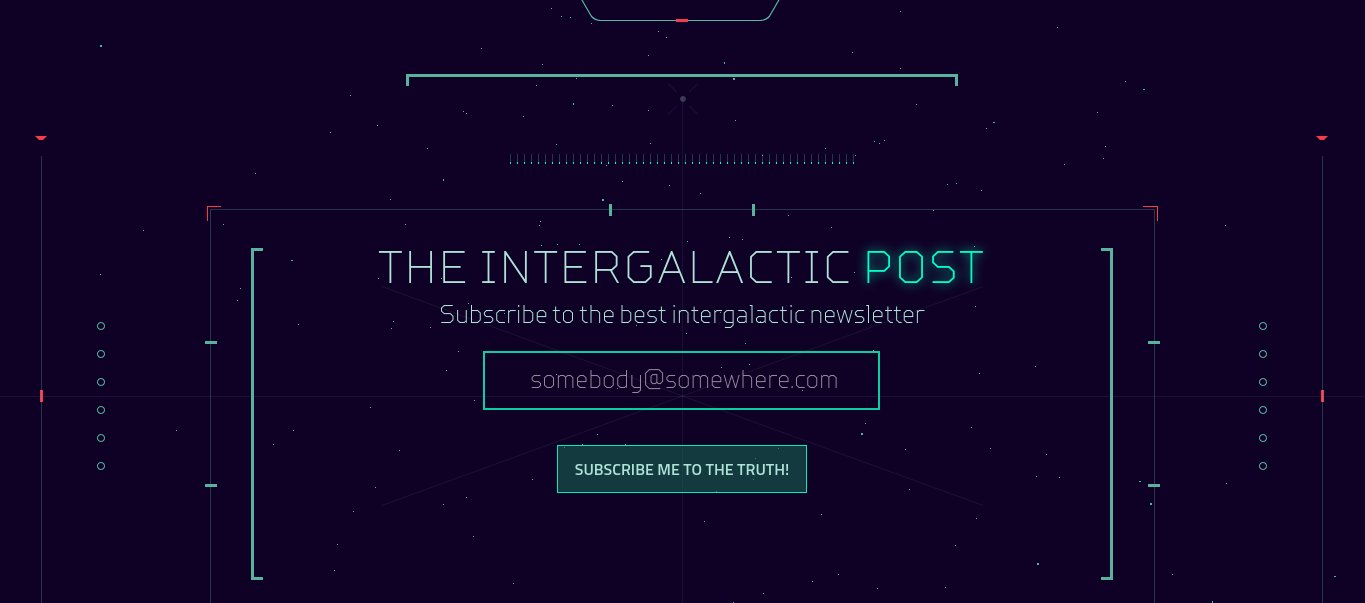 THE INTERGALACTIC POST
Subscribe to the best intergalactic newsletter
somebody@somewhere.com
SUBSCRIBE ME TO THE TRUTH!